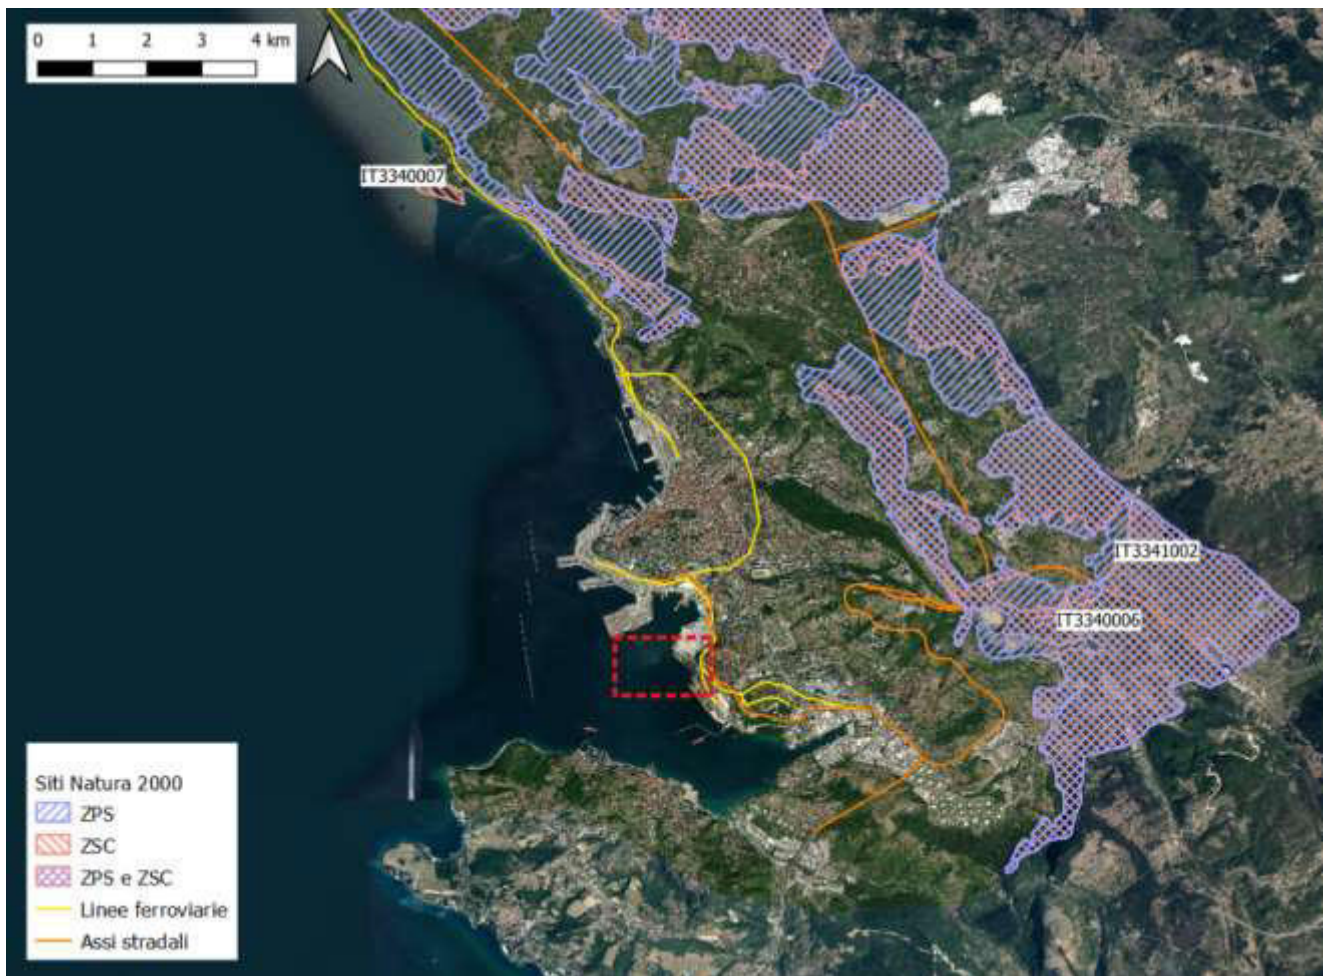 0 1 2 3 4 km
IT3340007
IT3341002
IT3340006
Siti Natura 2000
ZPS
ZSC
ZPS e ZSC
Linee ferroviarie
Assi stradali